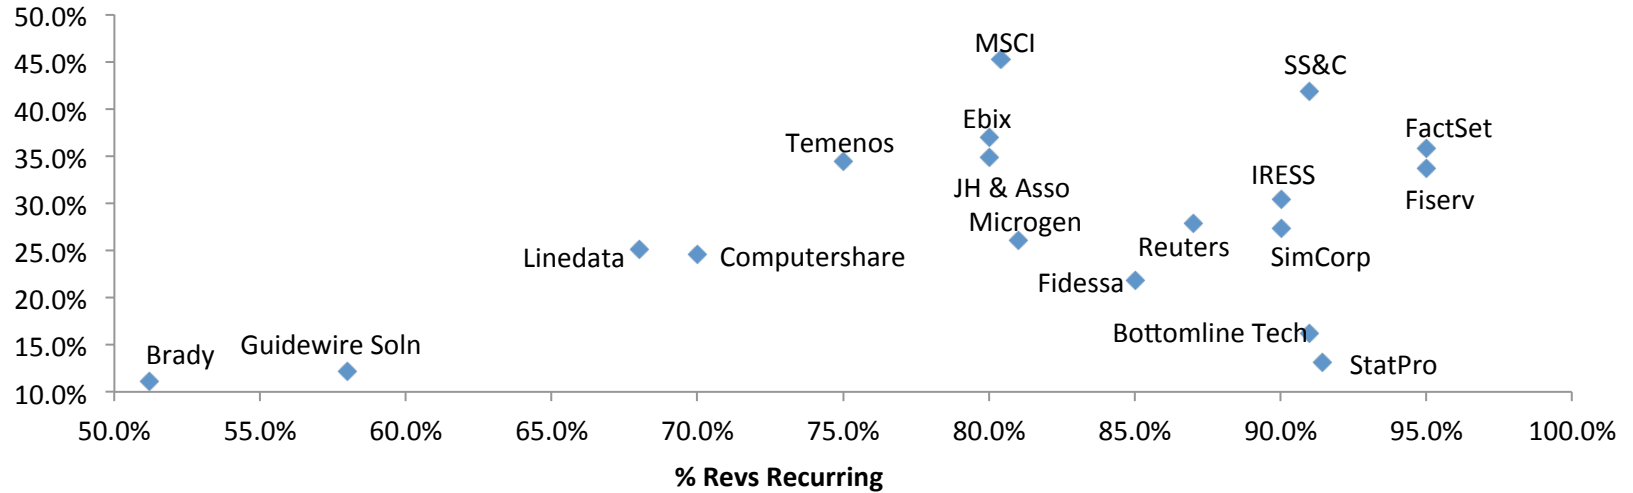 50.0%
45.0%
40.0%
35.0%
30.0%
25.0%
20.0%
15.0%
10.0%
MSCI
SS&C
Ebix
FactSet
Temenos
IRESS
JH & Asso
Fiserv
Microgen
Reuters
Linedata
Computershare
SimCorp
Fidessa
Bottomline Tech
Guidewire Soln
Brady
StatPro
50.0% 55.0% 60.0% 65.0% 70.0% 75.0% 80.0% 85.0% 90.0% 95.0% 100.0%
% Revs Recurring